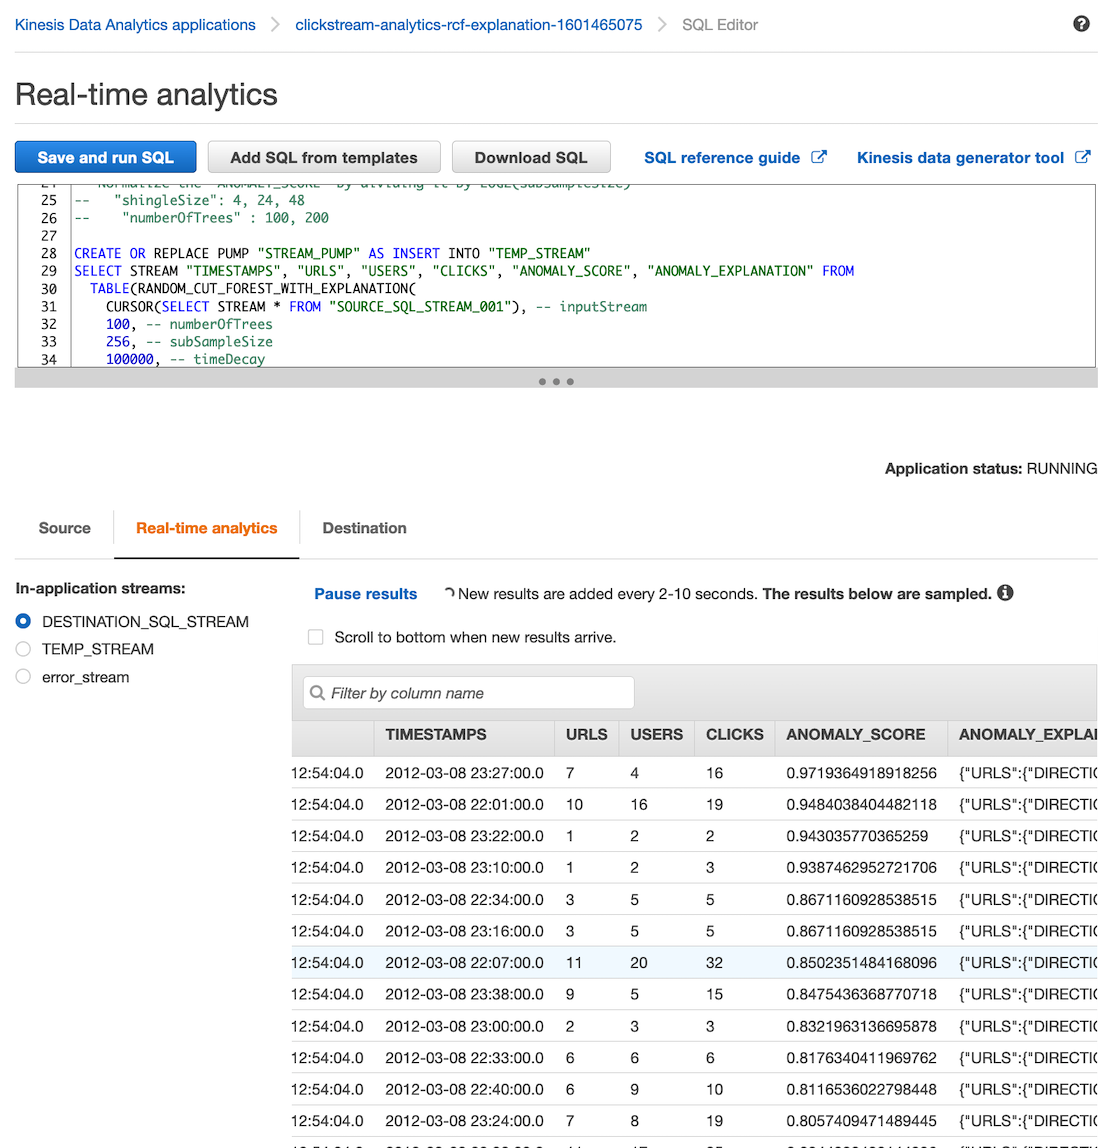 Kinesis Data Analytics applications > clickstream-analytics-rcf-explanation-1601465075 > SQL Editor
Real-time analytics
Save and run SQL Add SQL from templates Download SQL SQL reference guide Kinesis data generator tool
25 -- "shingleSize": 4, 24, 48
26 -- "numberOfTrees" : 100, 200
27
28 CREATE OR REPLACE PUMP "STREAM_PUMP" AS INSERT INTO "TEMP_STREAM"
29 SELECT STREAM "TIMESTAMPS", "URLS", "USERS", "CLICKS", "ANOMALY_SCORE", "ANOMALY_EXPLANATION" FROM
30 TABLE(RANDOM_CUT_FOREST_WITH_EXPLANATION(
31 CURSOR(SELECT STREAM * FROM "SOURCE_SQL_STREAM_001"), -- inputStream
32 100, -- numberOfTrees
33 256, -- subSampleSize
34 100000, -- timeDecay
Application status: RUNNING
Source Real-time analytics Destination
In-application streams:
DESTINATION_SQL_STREAM
TEMP_STREAM
error_stream
Pause results New results are added every 2-10 seconds. The results below are sampled.
Scroll to bottom when new results arrive.
Filter by column name
TIMESTAMPS URLS USERS CLICKS ANOMALY_SCORE ANOMALY_EXPLA
12:54:04.0 2012-03-08 23:27:00.0 7 4 16 0.9719364918918256 {"URLS":{"DIRECTI
12:54:04.0 2012-03-08 22:01:00.0 10 16 19 0.9484038404482118 {"URLS":{"DIRECTI
12:54:04.0 2012-03-08 23:22:00.0 1 2 2 0.943035770365259 {"URLS":{"DIRECTI
12:54:04.0 2012-03-08 23:10:00.0 1 2 3 0.9387462952721706 {"URLS":{"DIRECTI
12:54:04.0 2012-03-08 22:34:00.0 3 5 5 0.8671160928538515 {"URLS":{"DIRECTI
12:54:04.0 2012-03-08 23:16:00.0 3 5 5 0.8671160928538515 {"URLS":{"DIRECTI
12:54:04.0 2012-03-08 22:07:00.0 11 20 32 0.8502351484168096 {"URLS":{"DIRECTI
12:54:04.0 2012-03-08 23:38:00.0 9 5 15 0.8475436368770718 {"URLS":{"DIRECTI
12:54:04.0 2012-03-08 23:00:00.0 2 3 3 0.8321963136695878 {"URLS":{"DIRECTI
12:54:04.0 2012-03-08 22:33:00.0 6 6 6 0.8176340411969762 {"URLS":{"DIRECTI
12:54:04.0 2012-03-08 22:40:00.0 6 9 10 0.8116536022798448 {"URLS":{"DIRECTI
12:54:04.0 2012-03-08 23:24:00.0 7 8 19 0.8057409471489445 {"URLS":{"DIRECTI